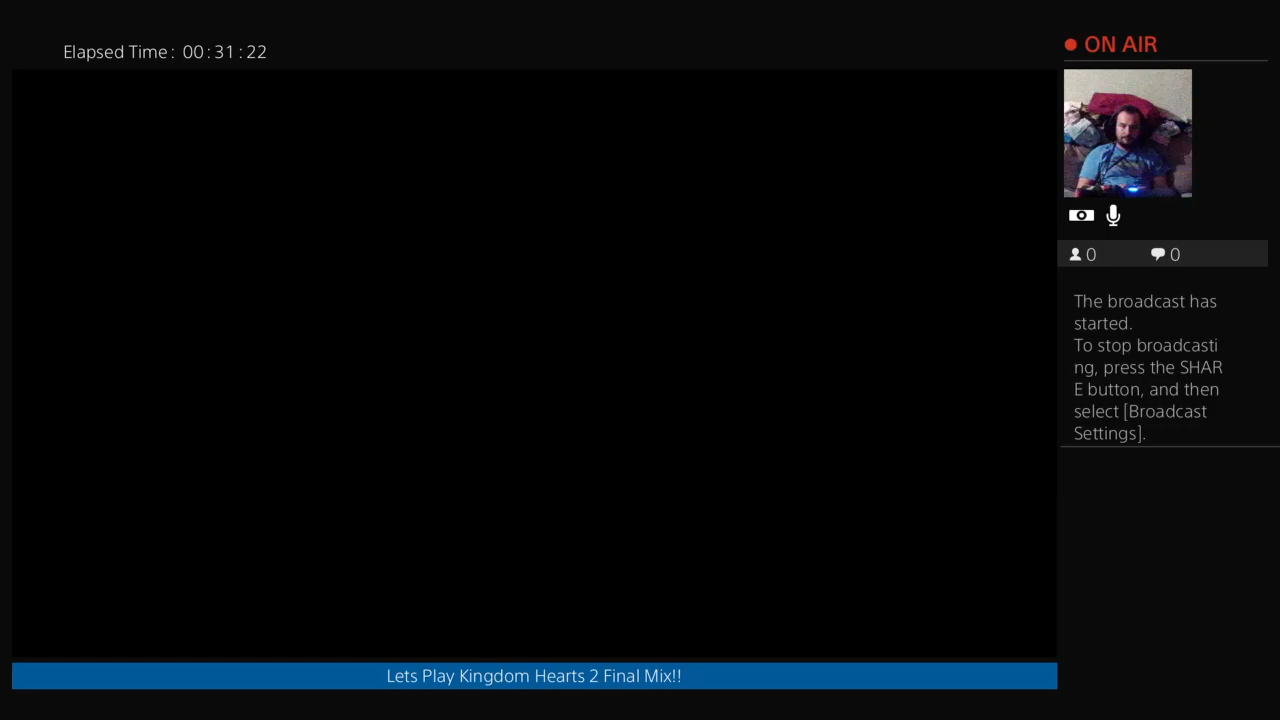 Elapsed Time: 00:31:22
ON AIR
0 0
The broadcast has
started.
To stop broadcasti
ng, press the SHAR
E button, and then
select [Broadcast
Settings].
Lets Play Kingdom Hearts 2 Final Mix!!